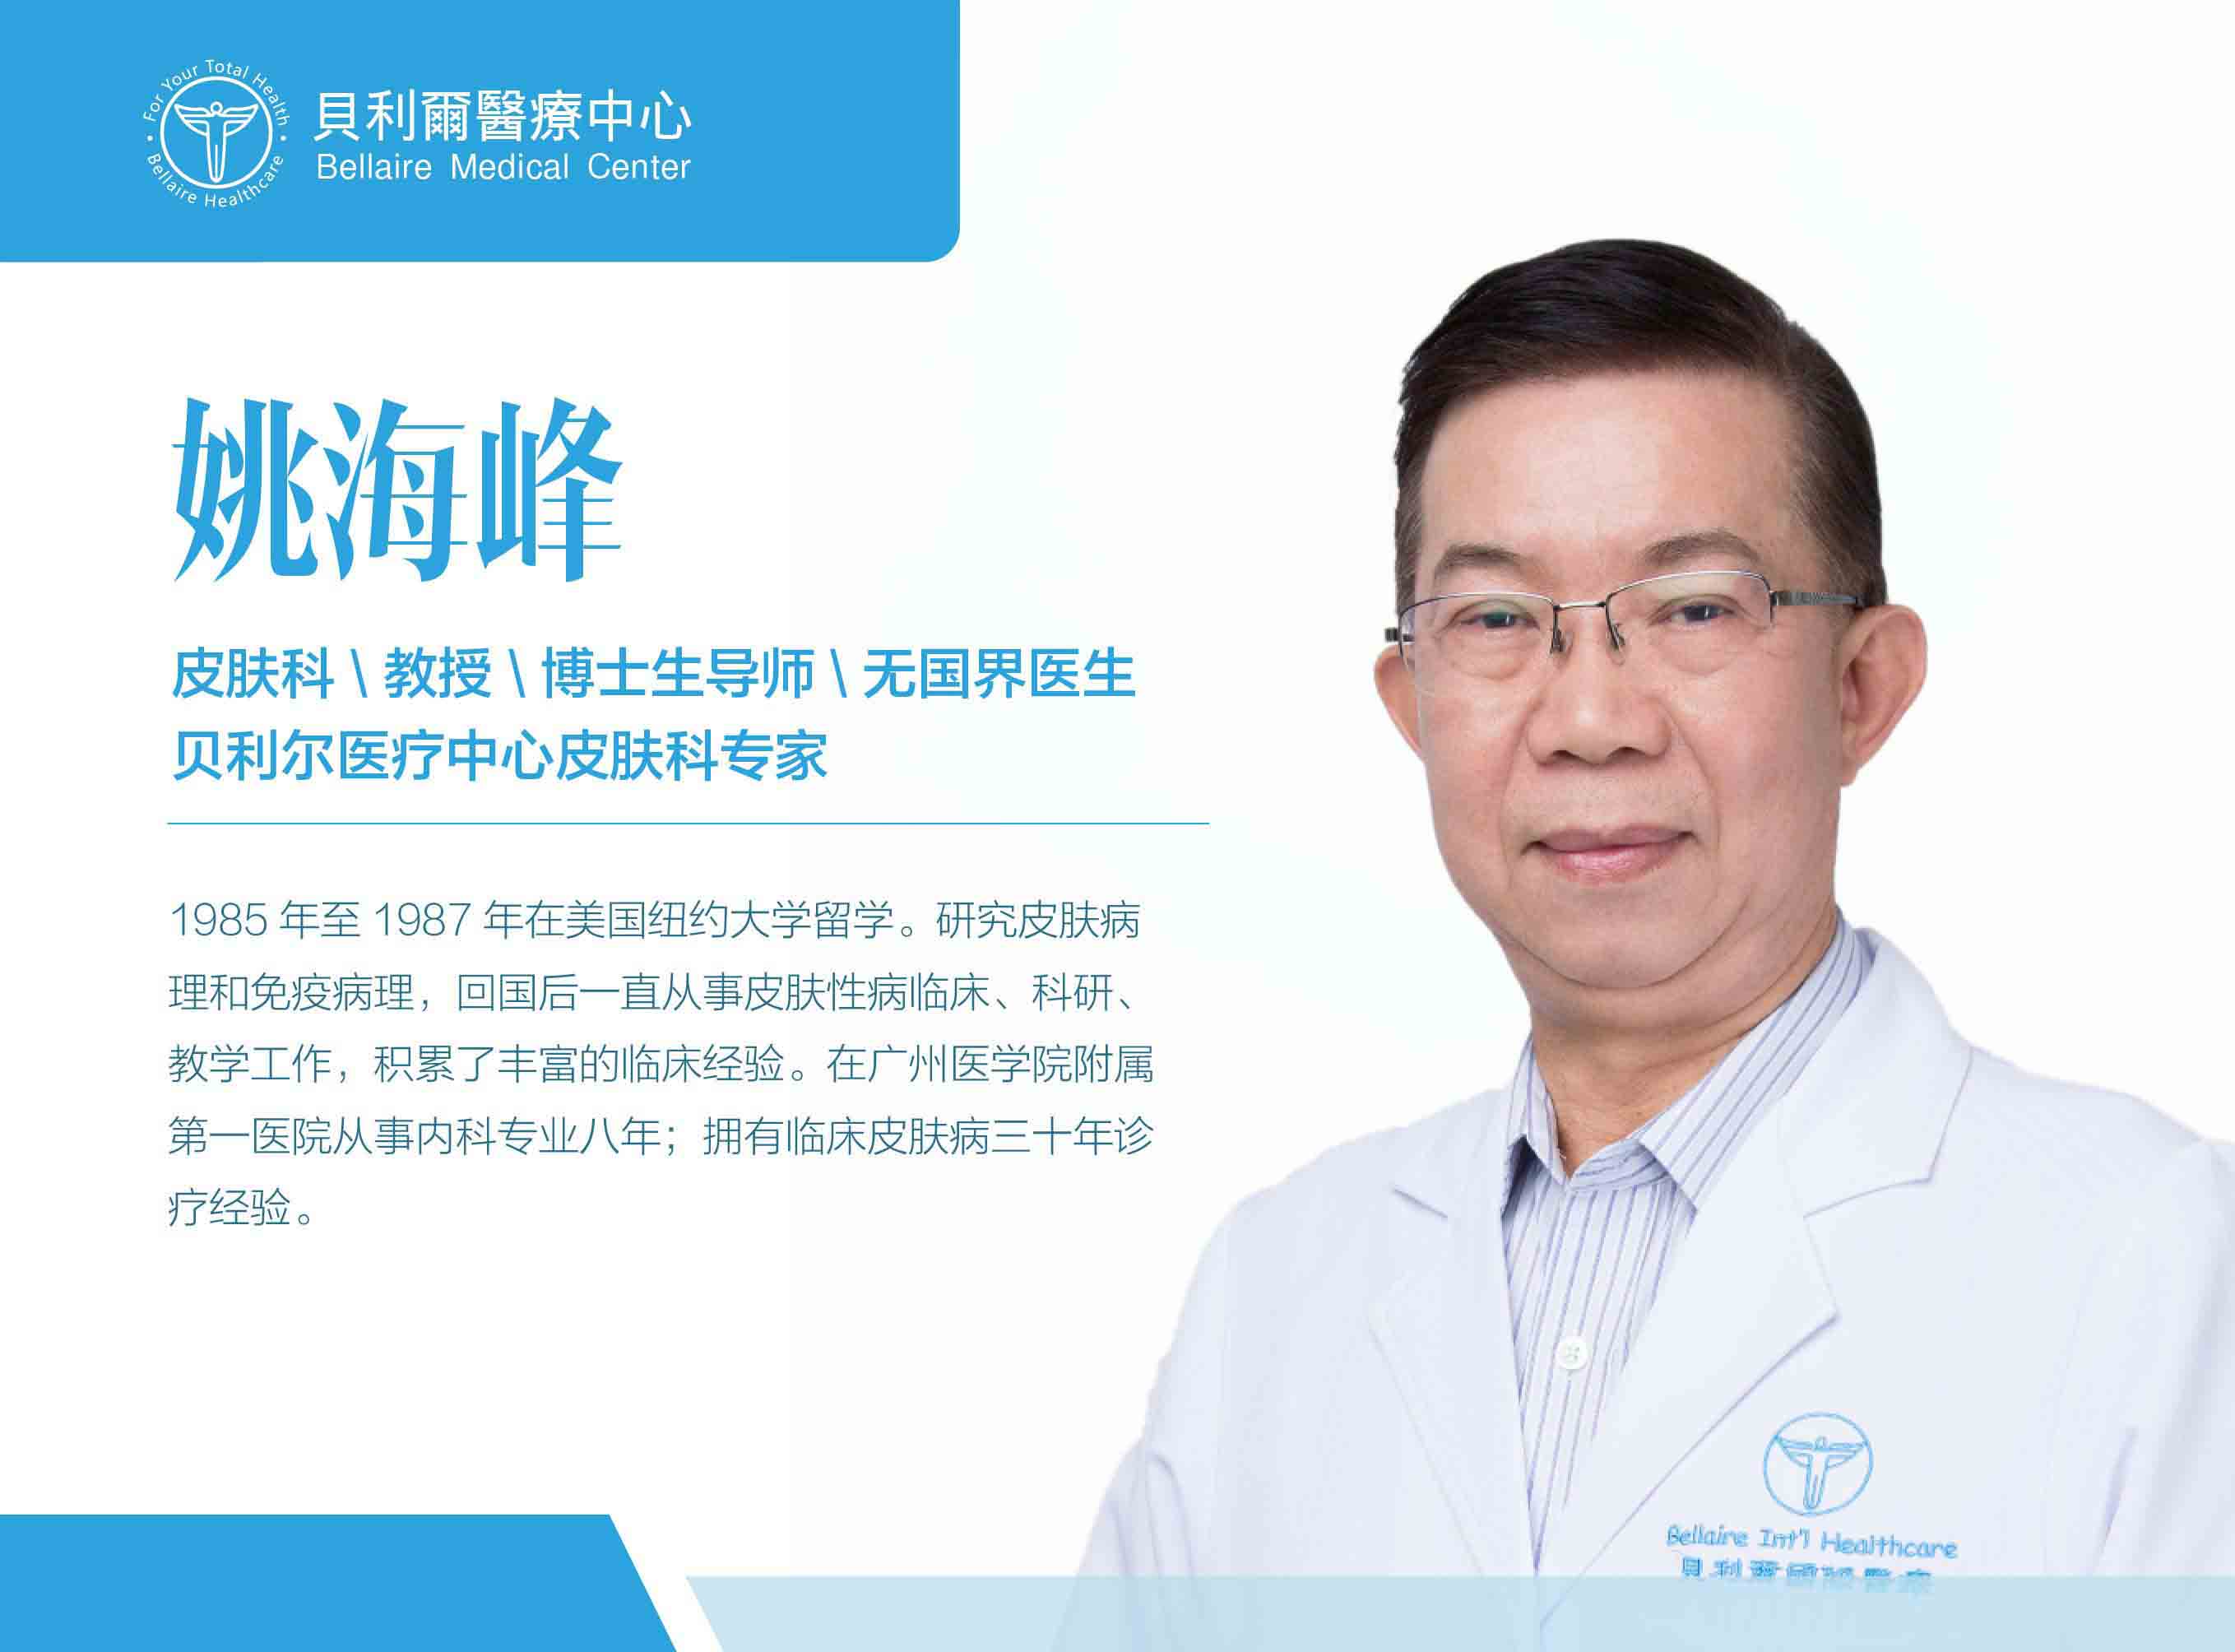 For Your Total Health
Bellaire Healthcare
貝利爾醫療中心
Bellaire Medical Center
姚海峰
皮肤科 \ 教授 \ 博士生导师 \ 无国界医生
贝利尔医疗中心皮肤科专家
1985 年至 1987 年在美国纽约大学留学。研究皮肤病
理和免疫病理，回国后一直从事皮肤性病临床、科研、
教学工作，积累了丰富的临床经验。在广州医学院附属
第一医院从事内科专业八年；拥有临床皮肤病三十年诊
疗经验。
Bellaire Int'l Healthcare
貝利爾國際醫療